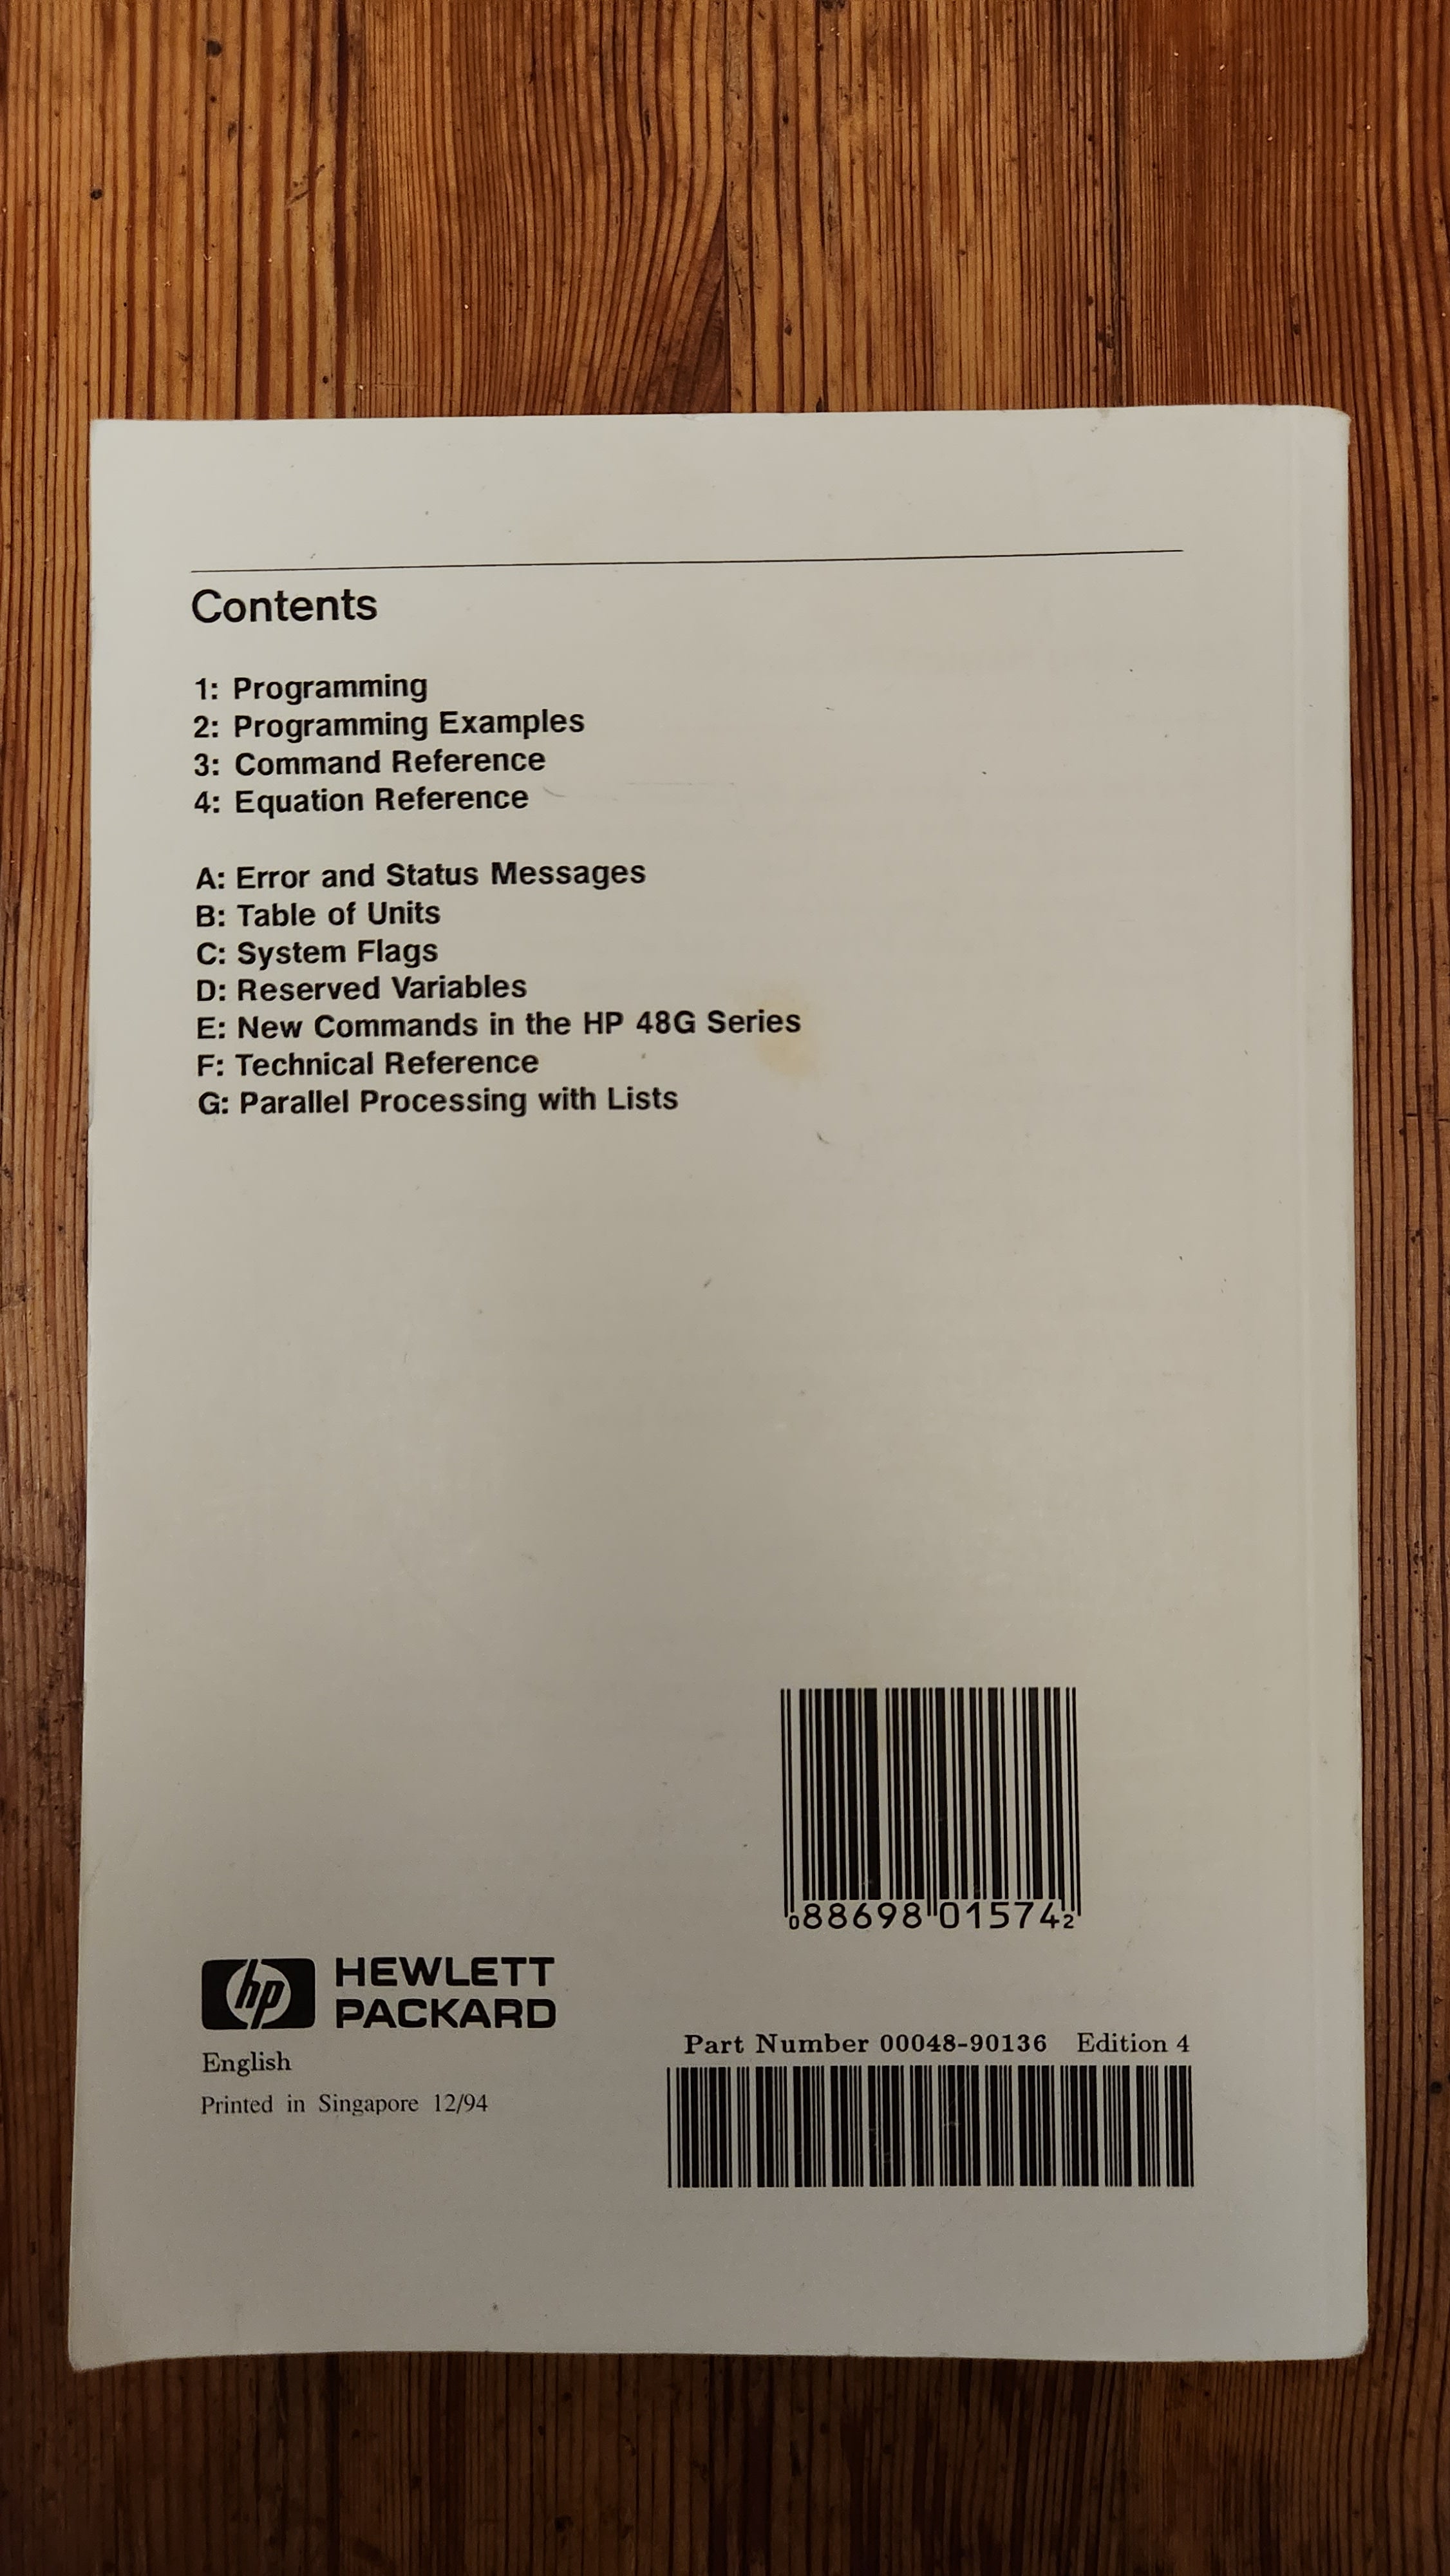 Contents
1: Programming
2: Programming Examples
3: Command Reference
4: Equation Reference
A: Error and Status Messages
B: Table of Units
C: System Flags
D: Reserved Variables
E: New Commands in the HP 48G Series
F: Technical Reference
G: Parallel Processing with Lists
0 88698 01574 2
hp HEWLETT
PACKARD
English
Printed in Singapore 12/94
Part Number 00048-90136 Edition 4